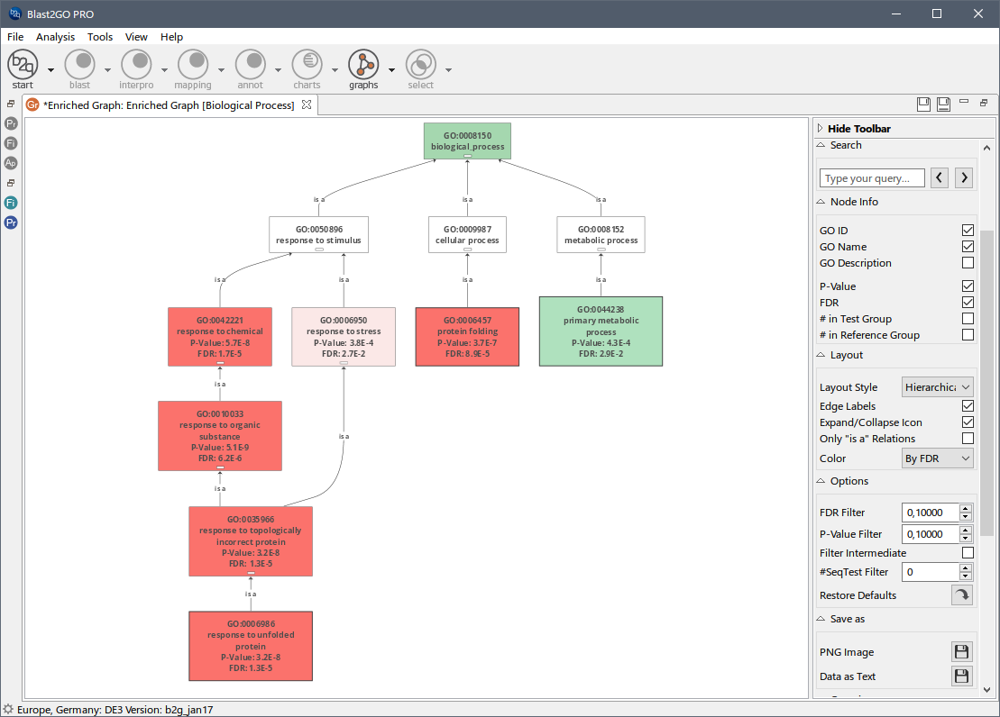 Blast2GO PRO
File Analysis Tools View Help
start blast interpro mapping annot charts graphs select
*Enriched Graph: Enriched Graph [Biological Process]
Pr
Fi
Ap
Fi
Pr
GO:0008150
biological_process
is a is a is a
GO:0050896
response to stimulus
GO:0009987
cellular process
GO:0008152
metabolic process
is a is a is a is a
GO:0042221
response to chemical
P-Value: 5.7E-8
FDR: 1.7E-5
GO:0006950
response to stress
P-Value: 3.8E-4
FDR: 2.7E-2
GO:0006457
protein folding
P-Value: 3.7E-7
FDR: 8.9E-5
GO:0044238
primary metabolic
process
P-Value: 4.3E-4
FDR: 2.9E-2
is a
GO:0010033
response to organic
substance
P-Value: 5.1E-9
FDR: 6.2E-6
is a
is a
GO:0035966
response to topologically
incorrect protein
P-Value: 3.2E-8
FDR: 1.3E-5
is a
GO:0006986
response to unfolded
protein
P-Value: 3.2E-8
FDR: 1.3E-5
Hide Toolbar
Search
Type your query...
Node Info
GO ID
GO Name
GO Description
P-Value
FDR
# in Test Group
# in Reference Group
Layout
Layout Style Hierarchica
Edge Labels
Expand/Collapse Icon
Only "is a" Relations
Color By FDR
Options
FDR Filter 0,10000
P-Value Filter 0,10000
Filter Intermediate
#SeqTest Filter 0
Restore Defaults
Save as
PNG Image
Data as Text
Europe, Germany: DE3 Version: b2g_jan17